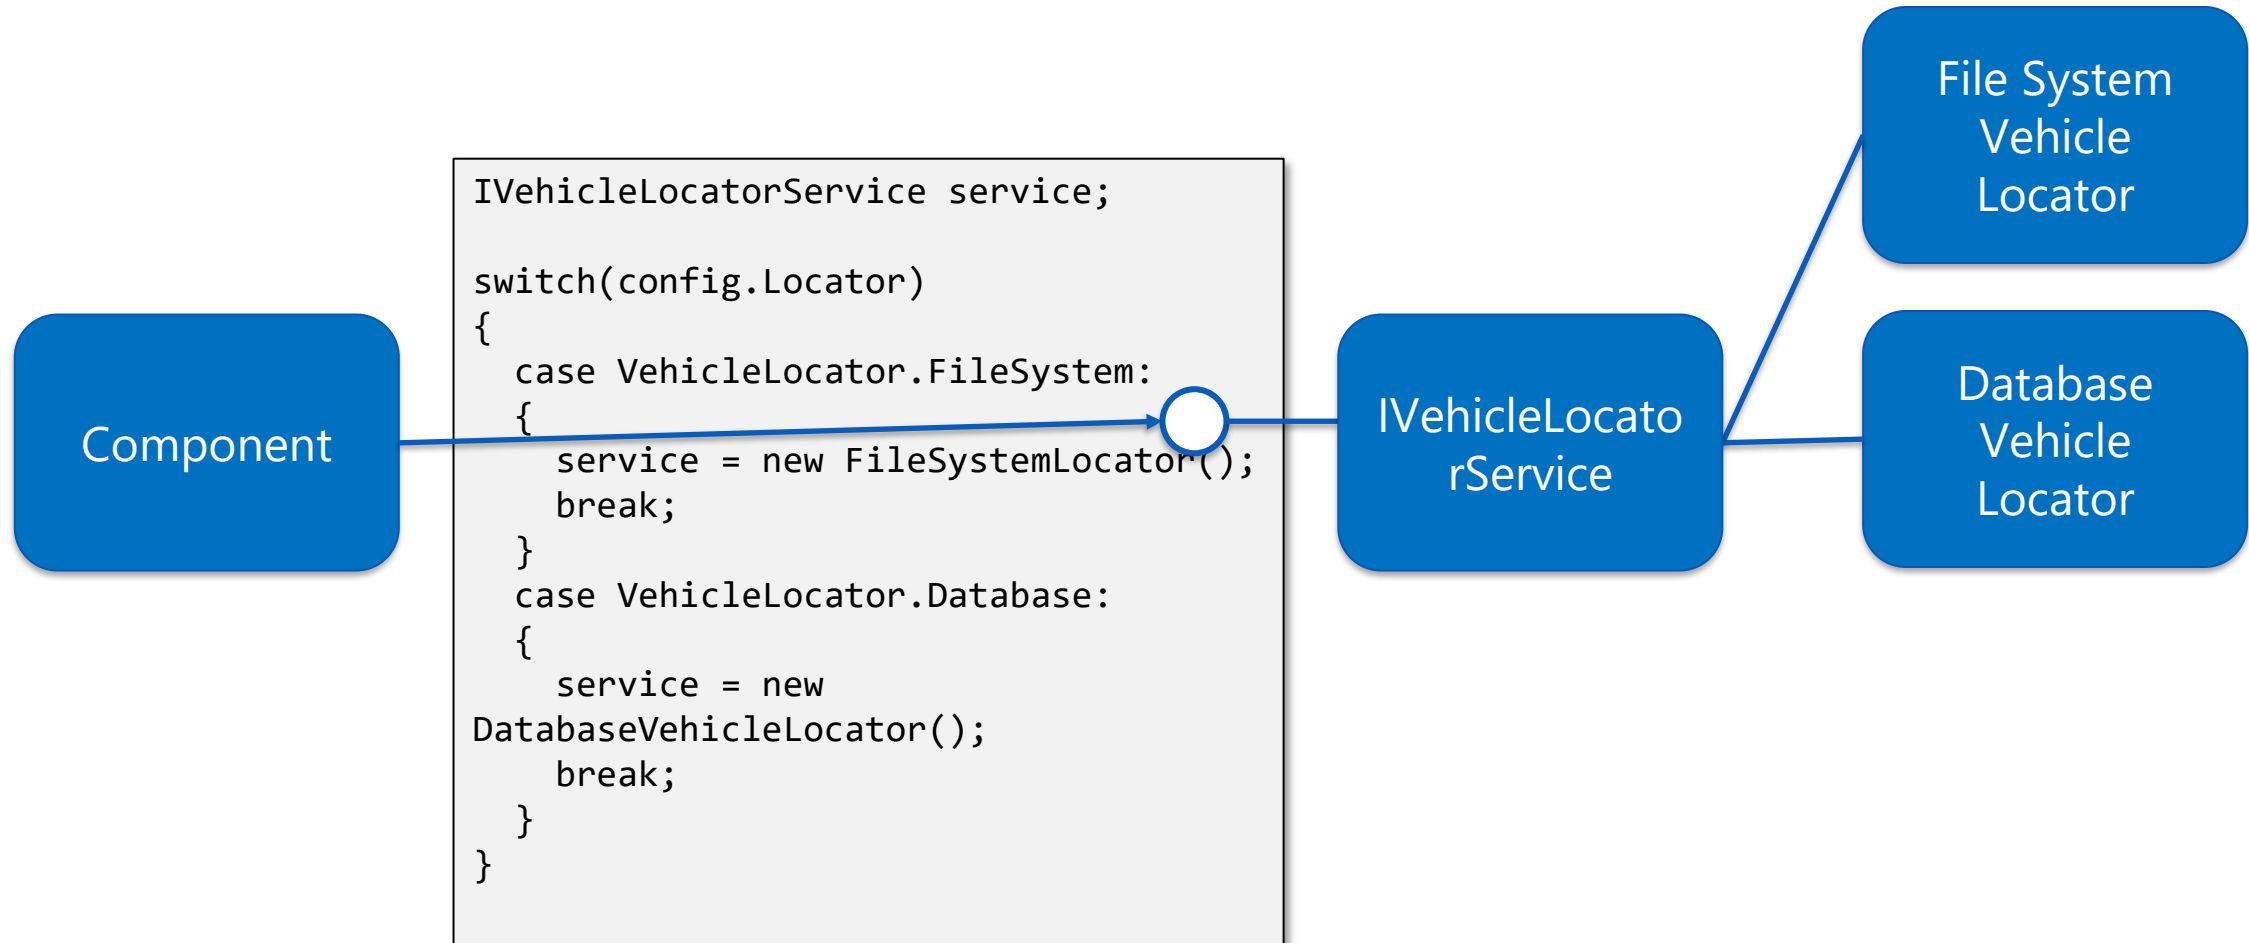 Component
IVehicleLocatorService service;
switch(config.Locator)
{
  case VehicleLocator.FileSystem:
  {
    service = new FileSystemLocator();
    break;
  }
  case VehicleLocator.Database:
  {
    service = new
DatabaseVehicleLocator();
    break;
  }
}
IVehicleLocato
rService
File System
Vehicle
Locator
Database
Vehicle
Locator